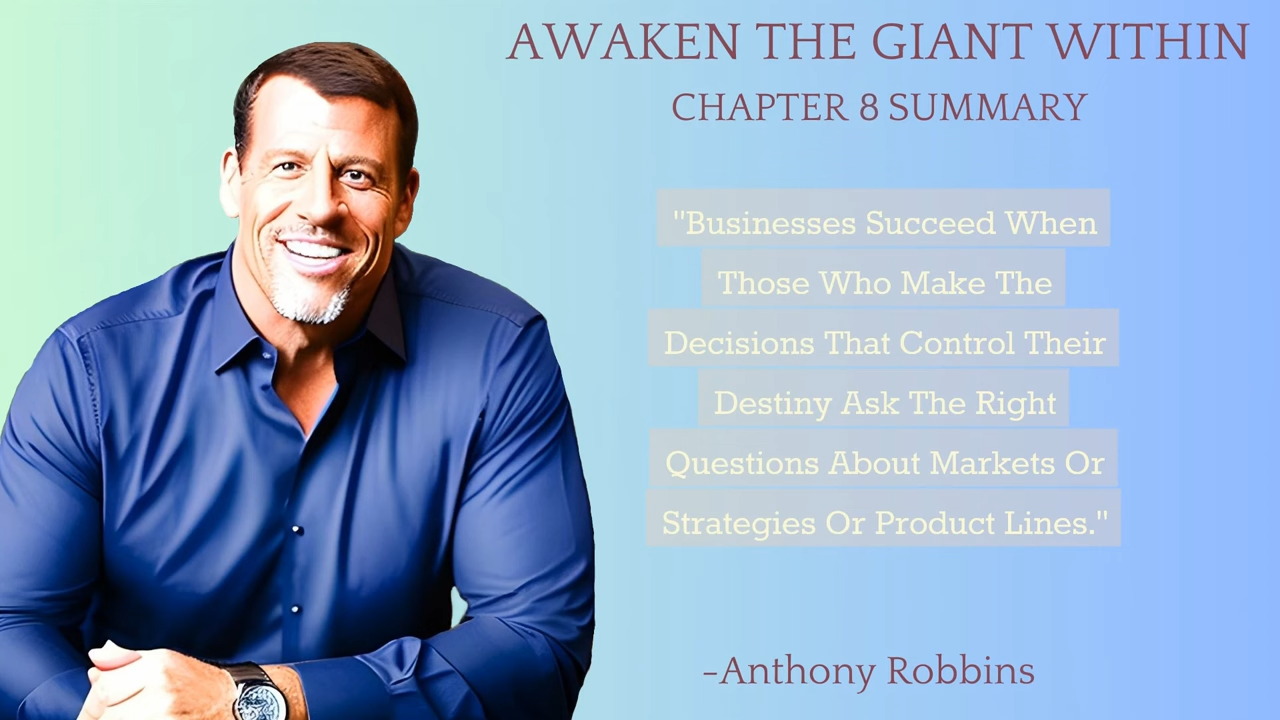 AWAKEN THE GIANT WITHIN
CHAPTER 8 SUMMARY
"Businesses Succeed When
Those Who Make The
Decisions That Control Their
Destiny Ask The Right
Questions About Markets Or
Strategies Or Product Lines."
-Anthony Robbins